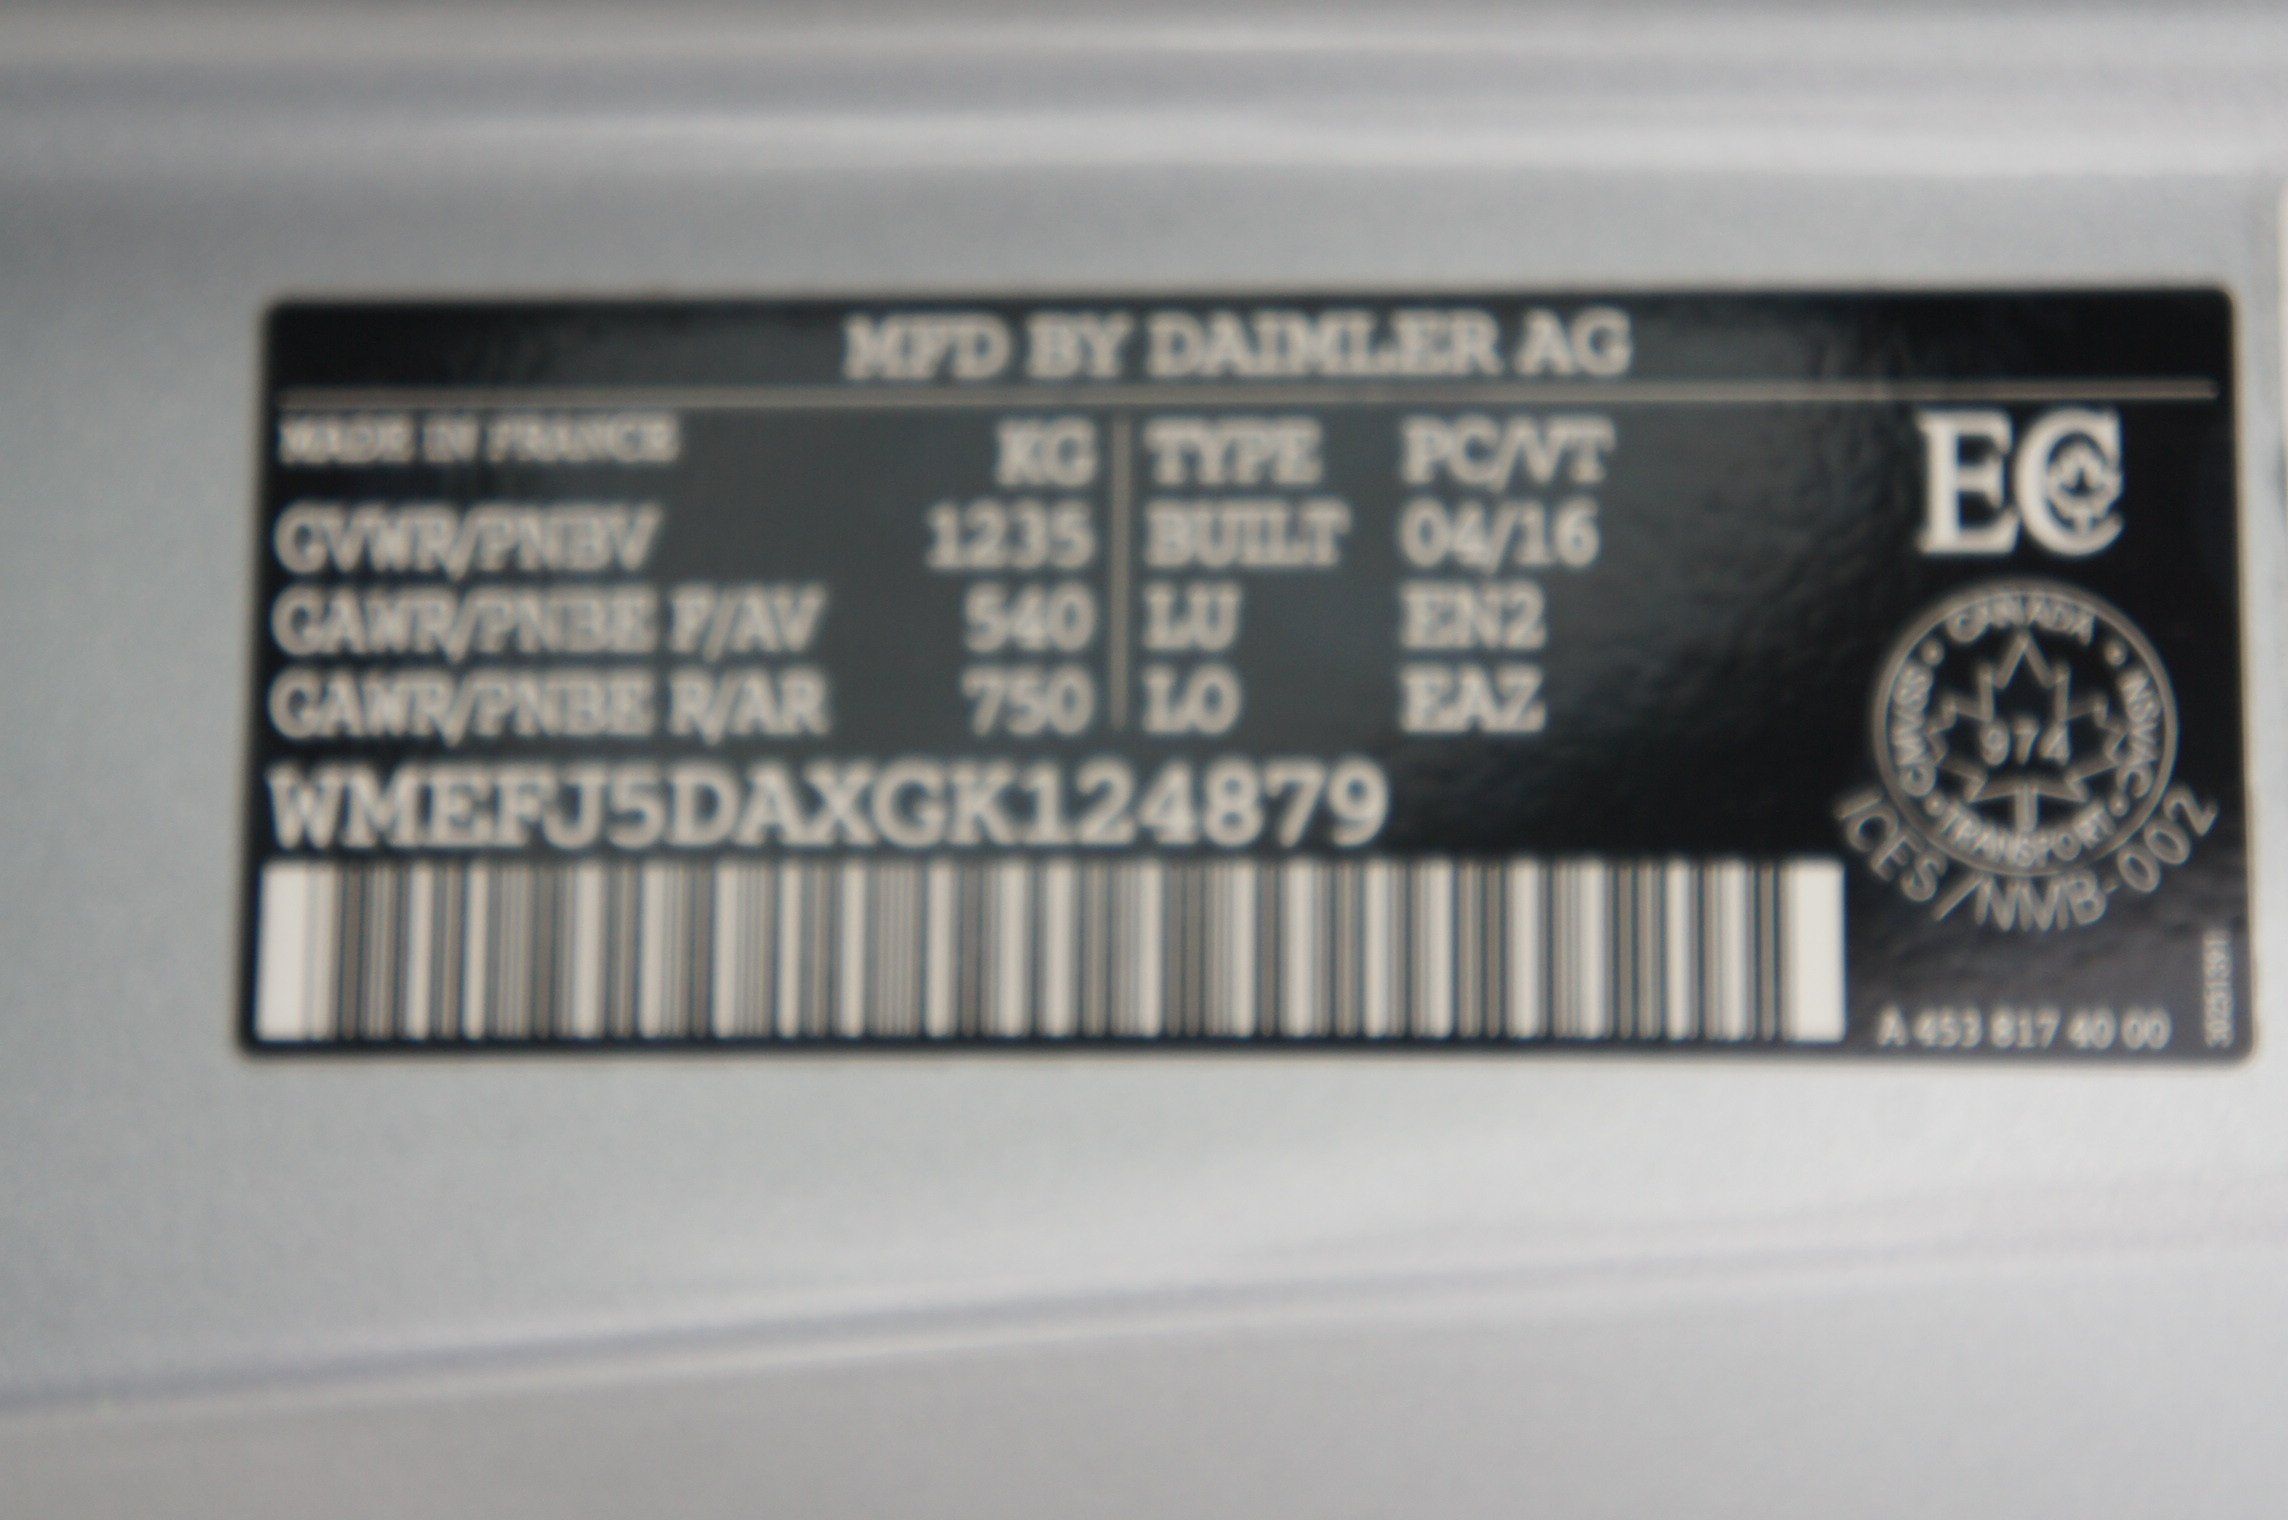 MFD BY DAIMLER AG
MADE IN FRANCE KG TYPE PC/VT
GVWR/PNBV 1235 BUILT 04/16
GAWR/PNBE F/AV 540 LU EN2
GAWR/PNBE R/AR 750 LO EAZ
WMEFJ5DAXGK124879
EC
CANADA • NSVAC • TRANSPORT • CMVSS •
974
ICES/NMB-002
A 453 817 40 00